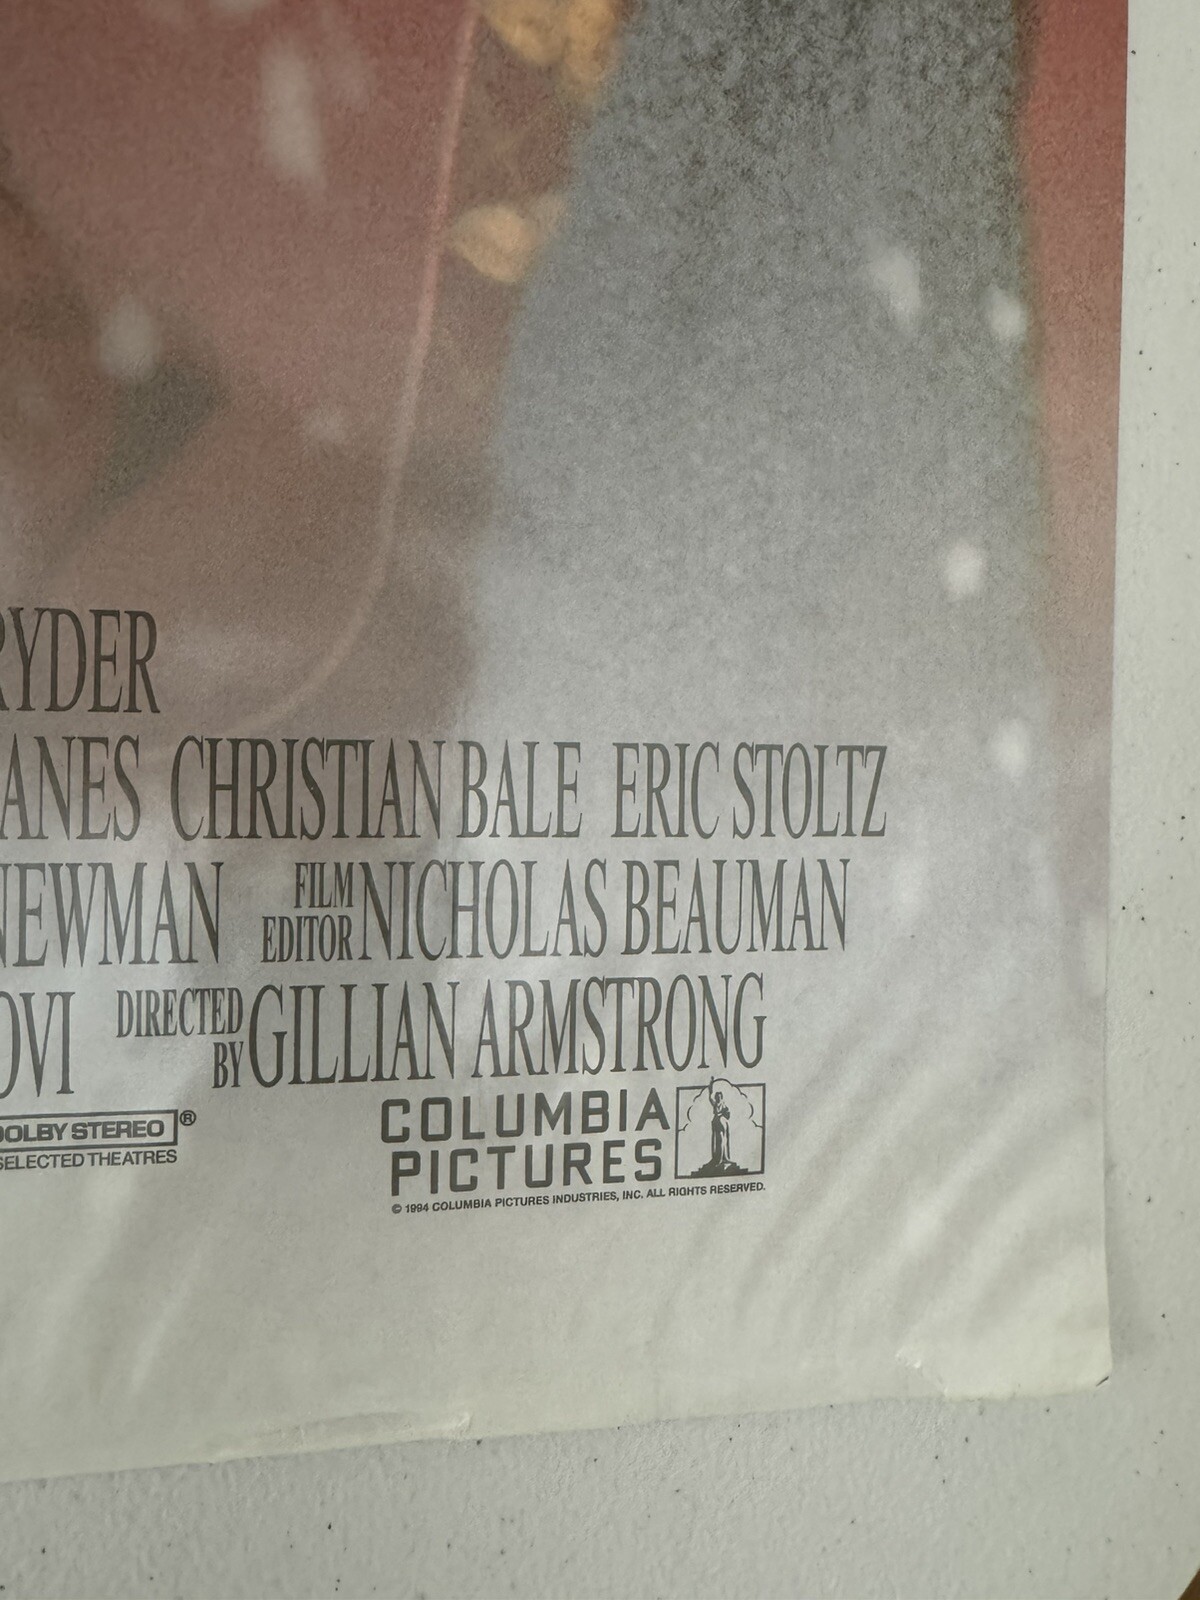 RYDER
ANES CHRISTIAN BALE ERIC STOLTZ
NEWMAN FILM EDITOR NICHOLAS BEAUMAN
OVI DIRECTED BY GILLIAN ARMSTRONG
DOLBY STEREO ®
SELECTED THEATRES
COLUMBIA
PICTURES
© 1994 COLUMBIA PICTURES INDUSTRIES, INC. ALL RIGHTS RESERVED.